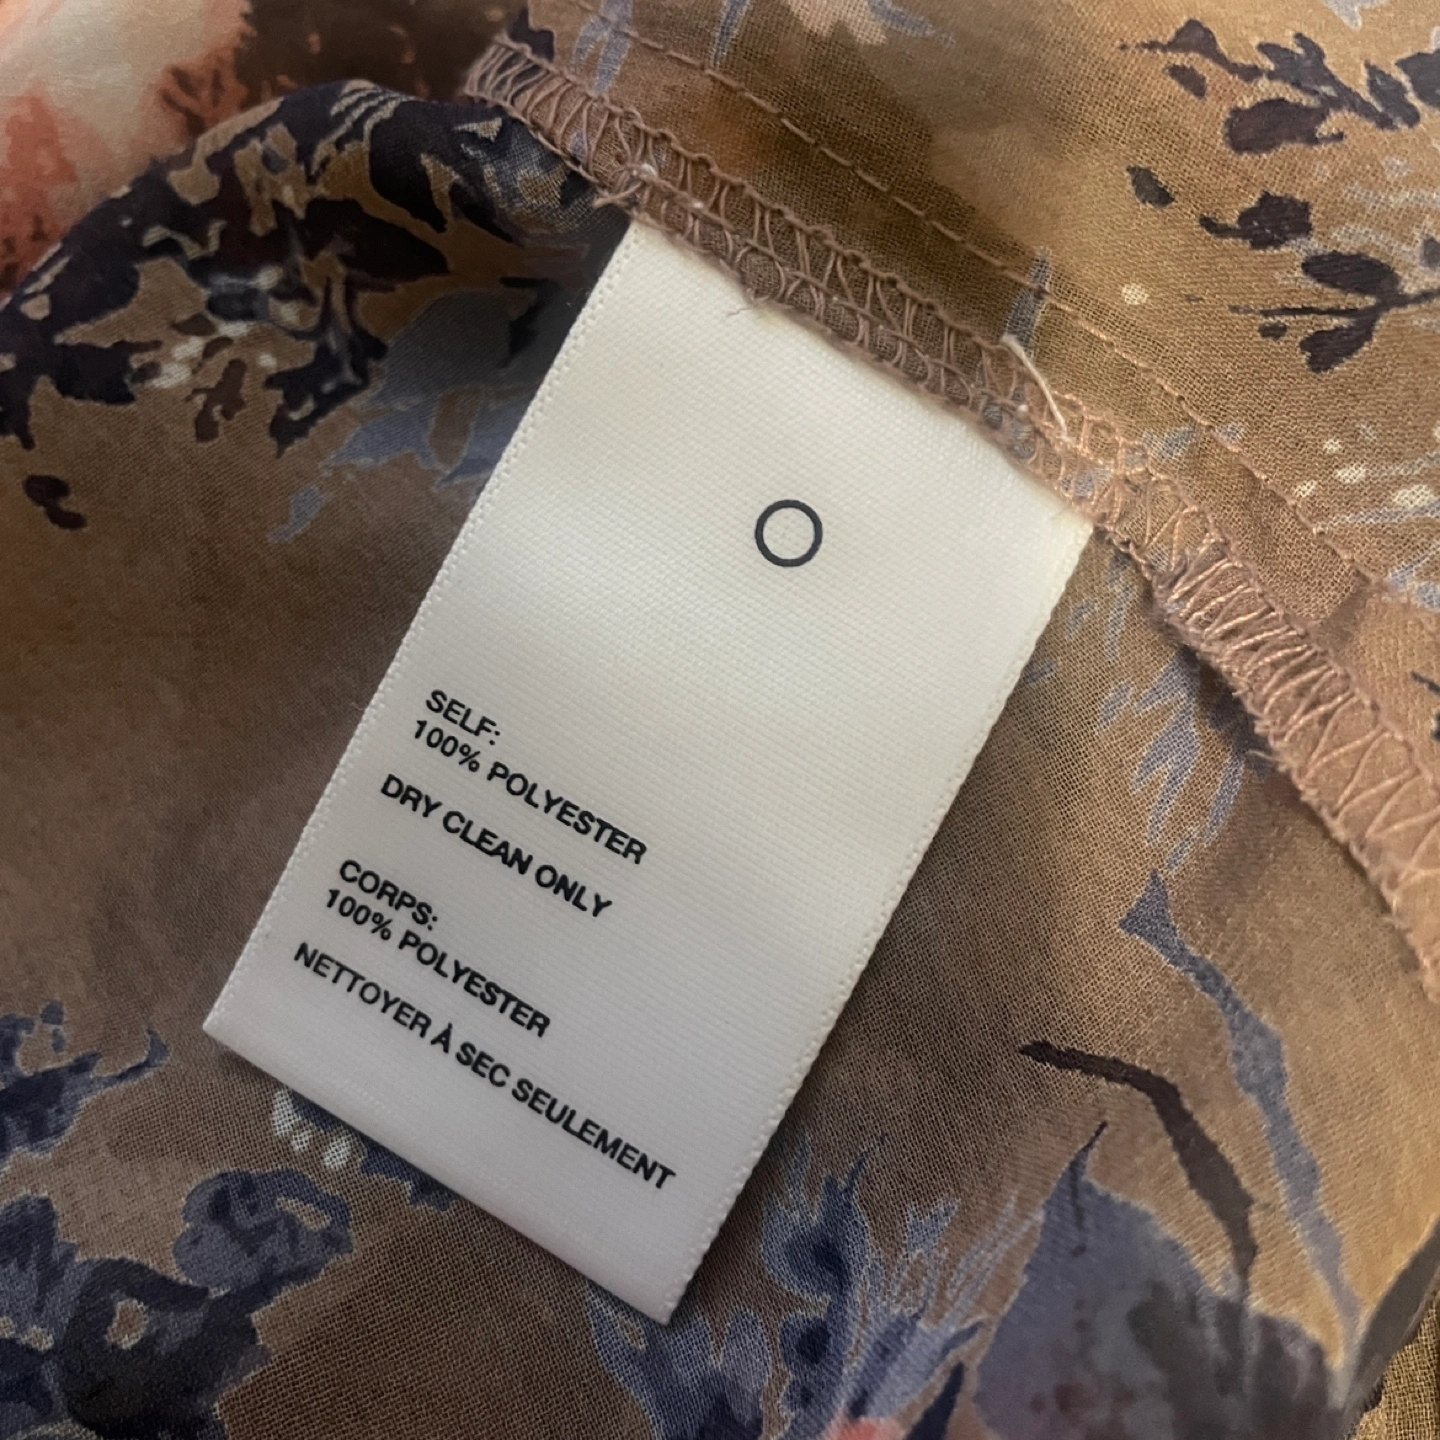 SELF:
100% POLYESTER
DRY CLEAN ONLY
CORPS:
100% POLYESTER
NETTOYER À SEC SEULEMENT